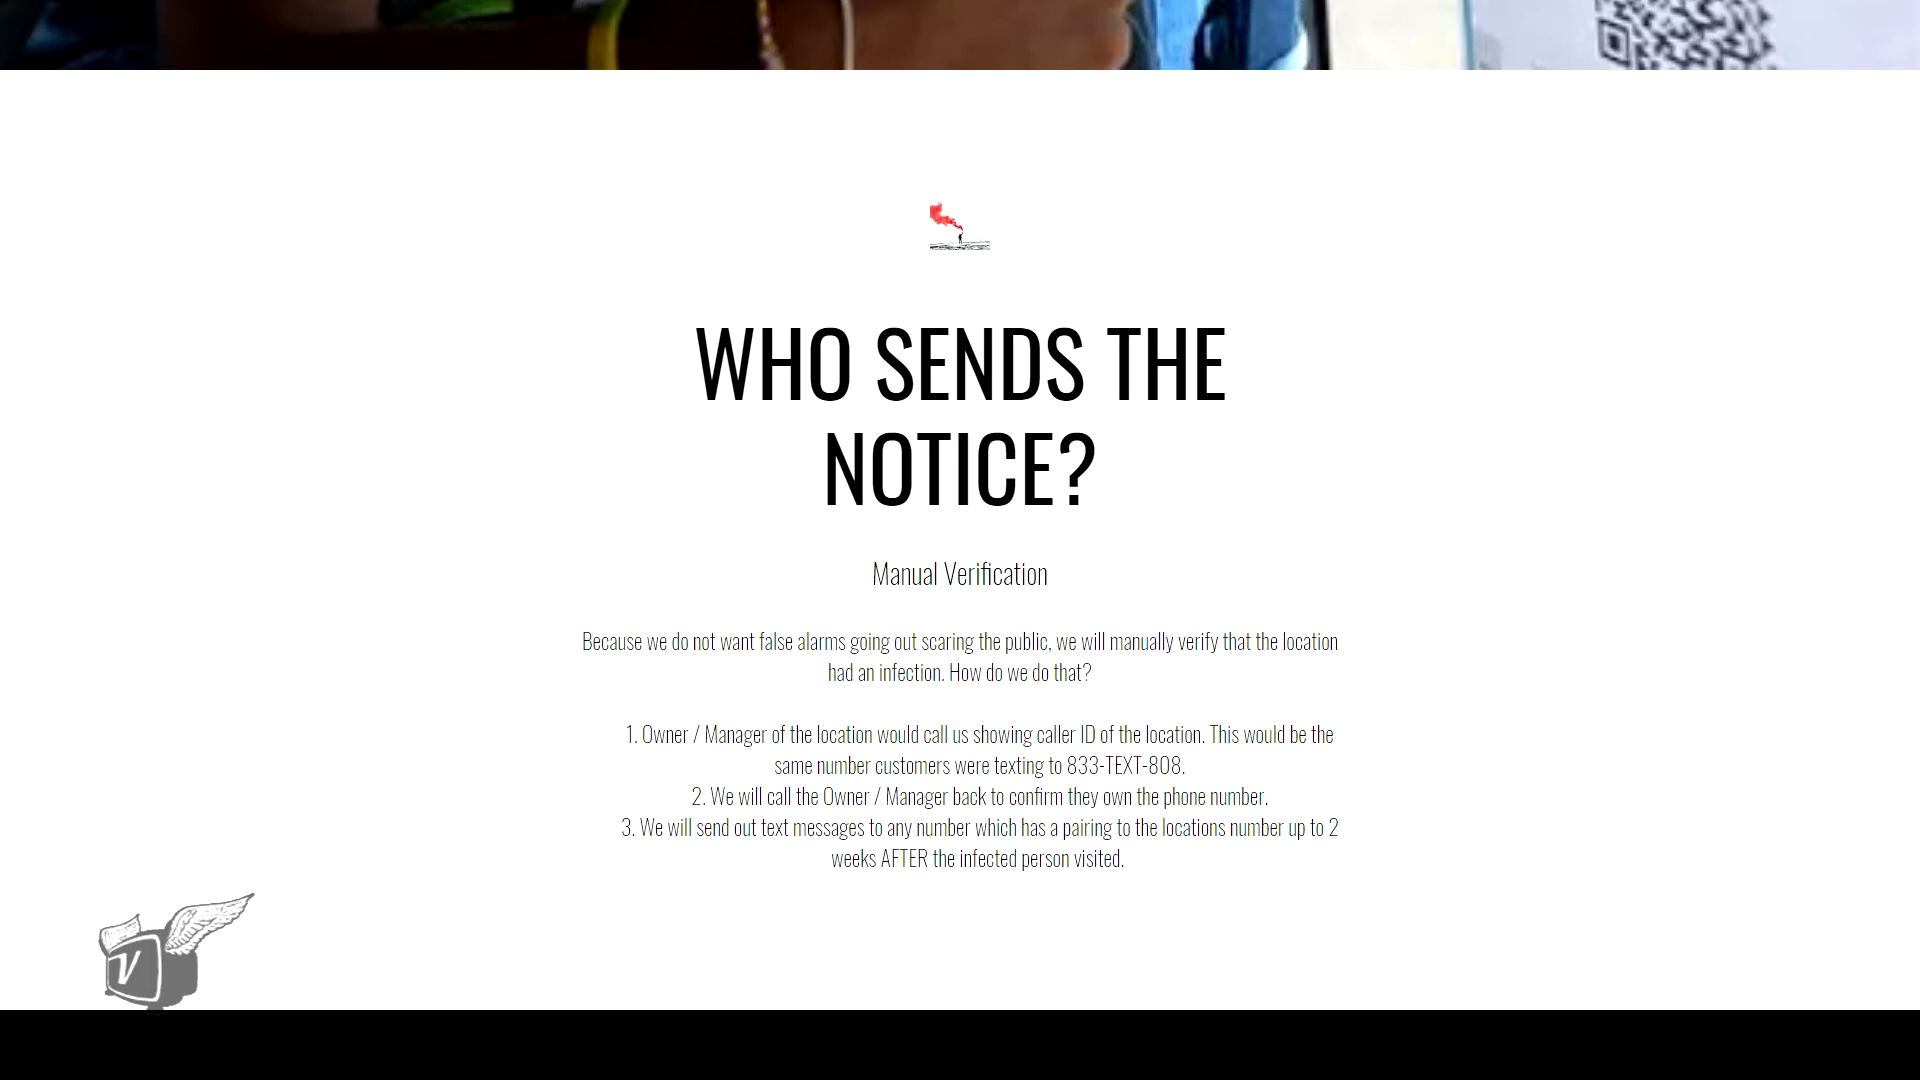 WHO SENDS THE
NOTICE?
Manual Verification
Because we do not want false alarms going out scaring the public, we will manually verify that the location
had an infection. How do we do that?
1. Owner / Manager of the location would call us showing caller ID of the location. This would be the
same number customers were texting to 833-TEXT-808.
2. We will call the Owner / Manager back to confirm they own the phone number.
3. We will send out text messages to any number which has a pairing to the locations number up to 2
weeks AFTER the infected person visited.
V